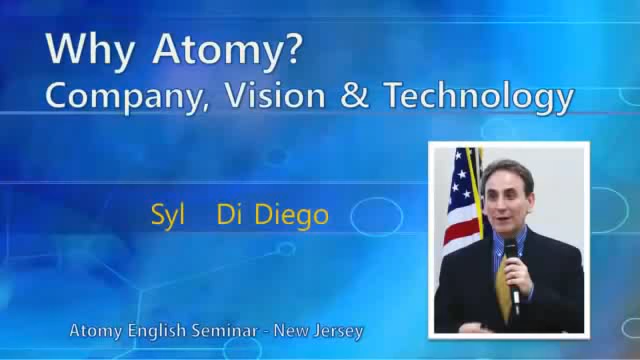 Why Atomy?
Company, Vision & Technology
Syl Di Diego
Atomy English Seminar - New Jersey